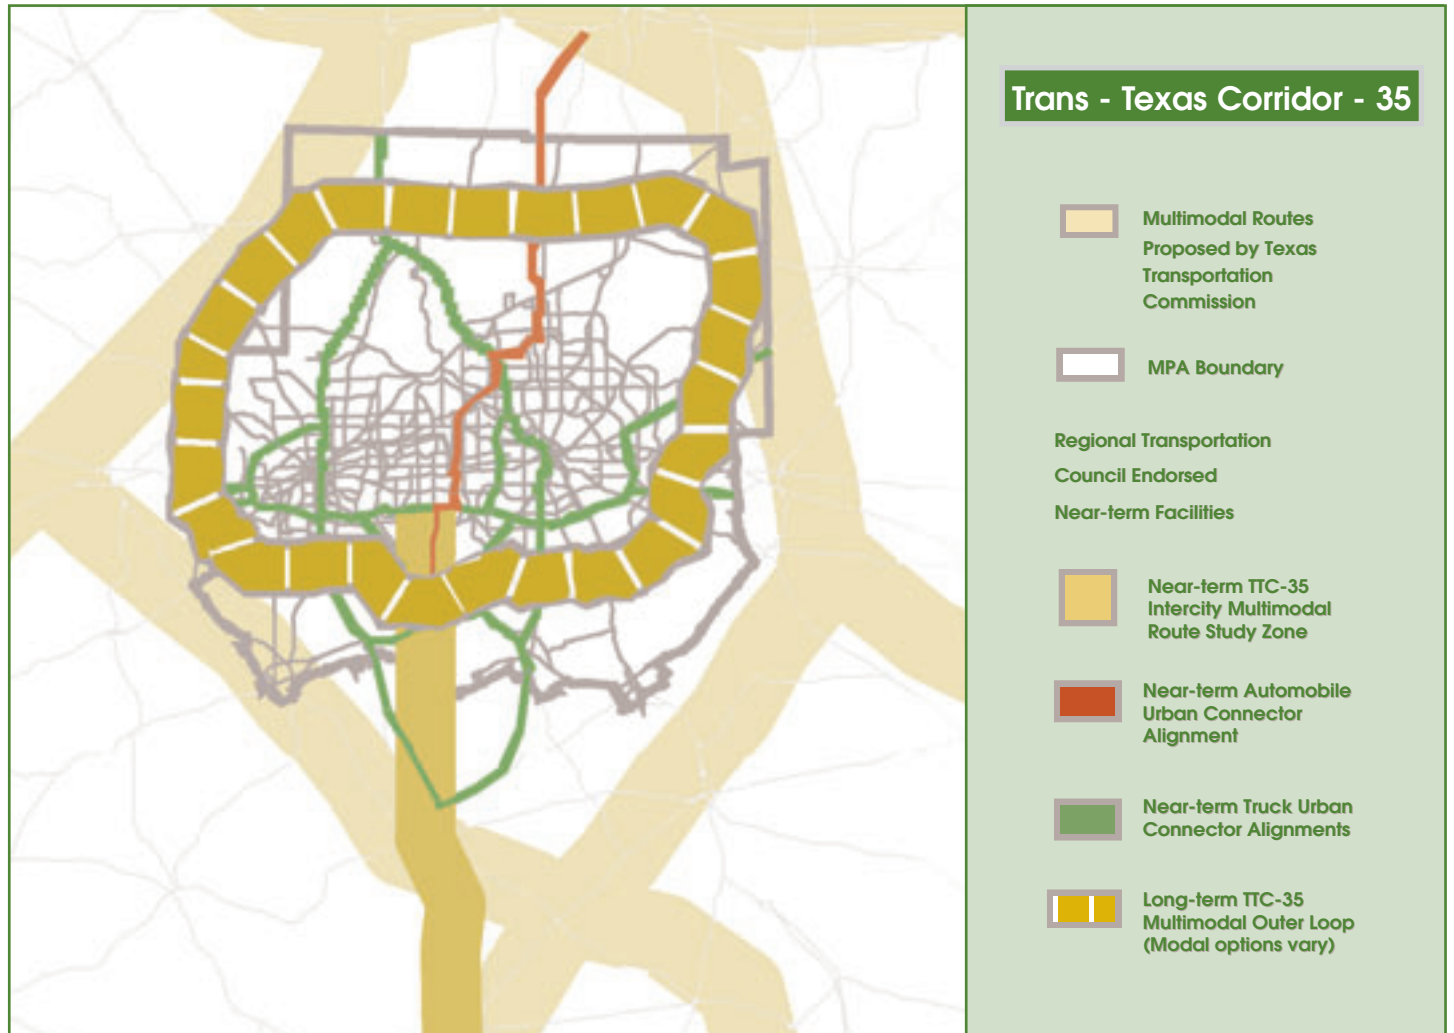 Trans - Texas Corridor - 35
Multimodal Routes
Proposed by Texas
Transportation
Commission
MPA Boundary
Regional Transportation
Council Endorsed
Near-term Facilities
Near-term TTC-35
Intercity Multimodal
Route Study Zone
Near-term Automobile
Urban Connector
Alignment
Near-term Truck Urban
Connector Alignments
Long-term TTC-35
Multimodal Outer Loop
(Modal options vary)